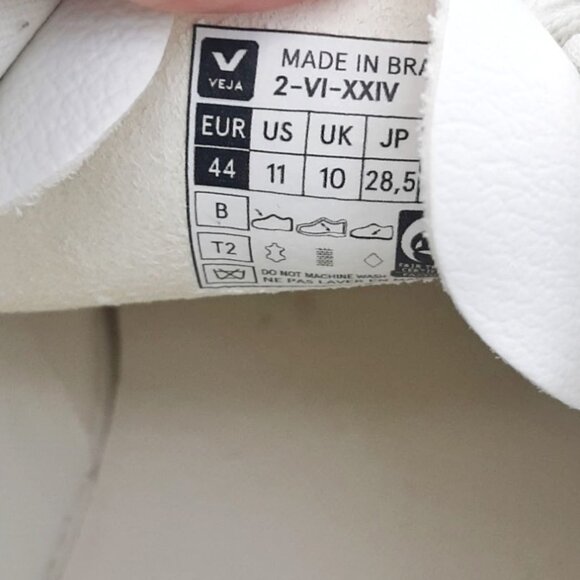 VEJA
MADE IN BRA
2-VI-XXIV
EUR US UK JP
44 11 10 28,5
B
T2
DO NOT MACHINE WASH
NE PAS LAVER EN